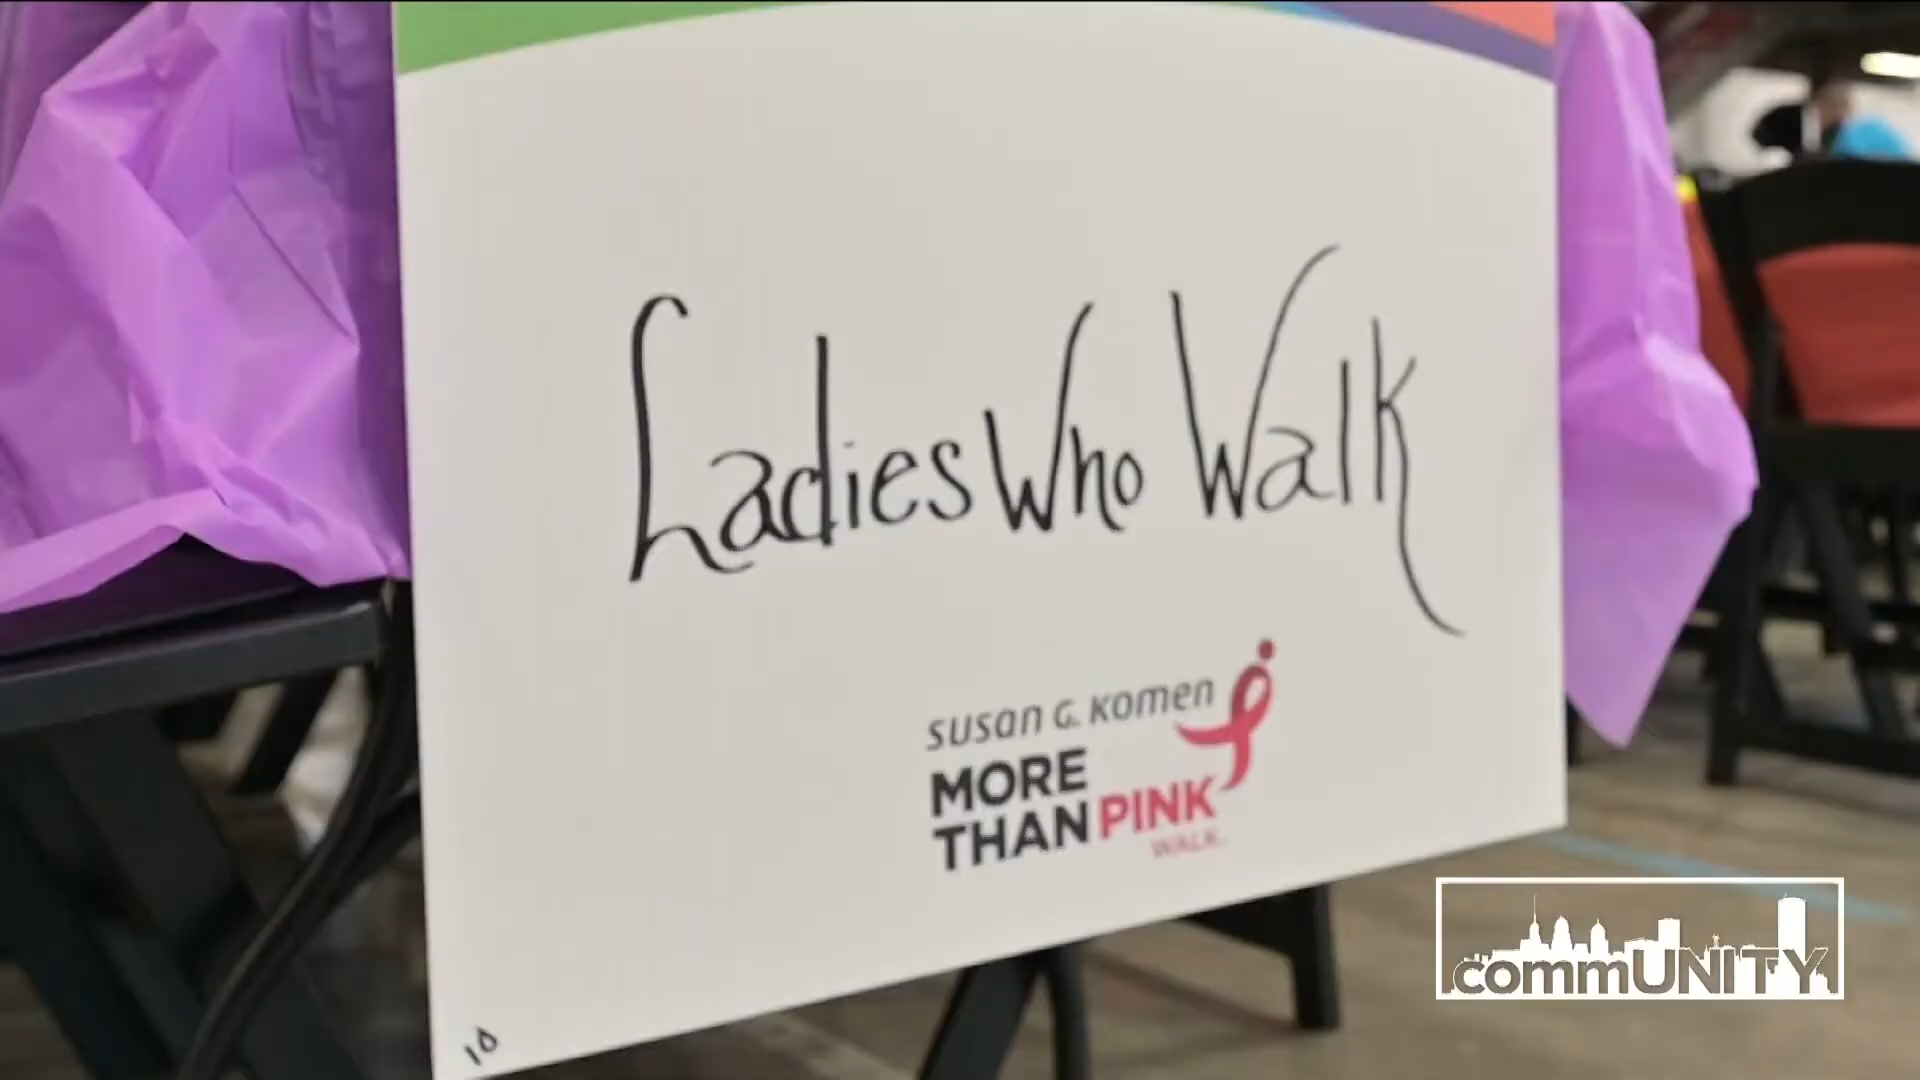 Ladies Who Walk
susan G. komen
MORE
THAN PINK
WALK.
10
commUNITY